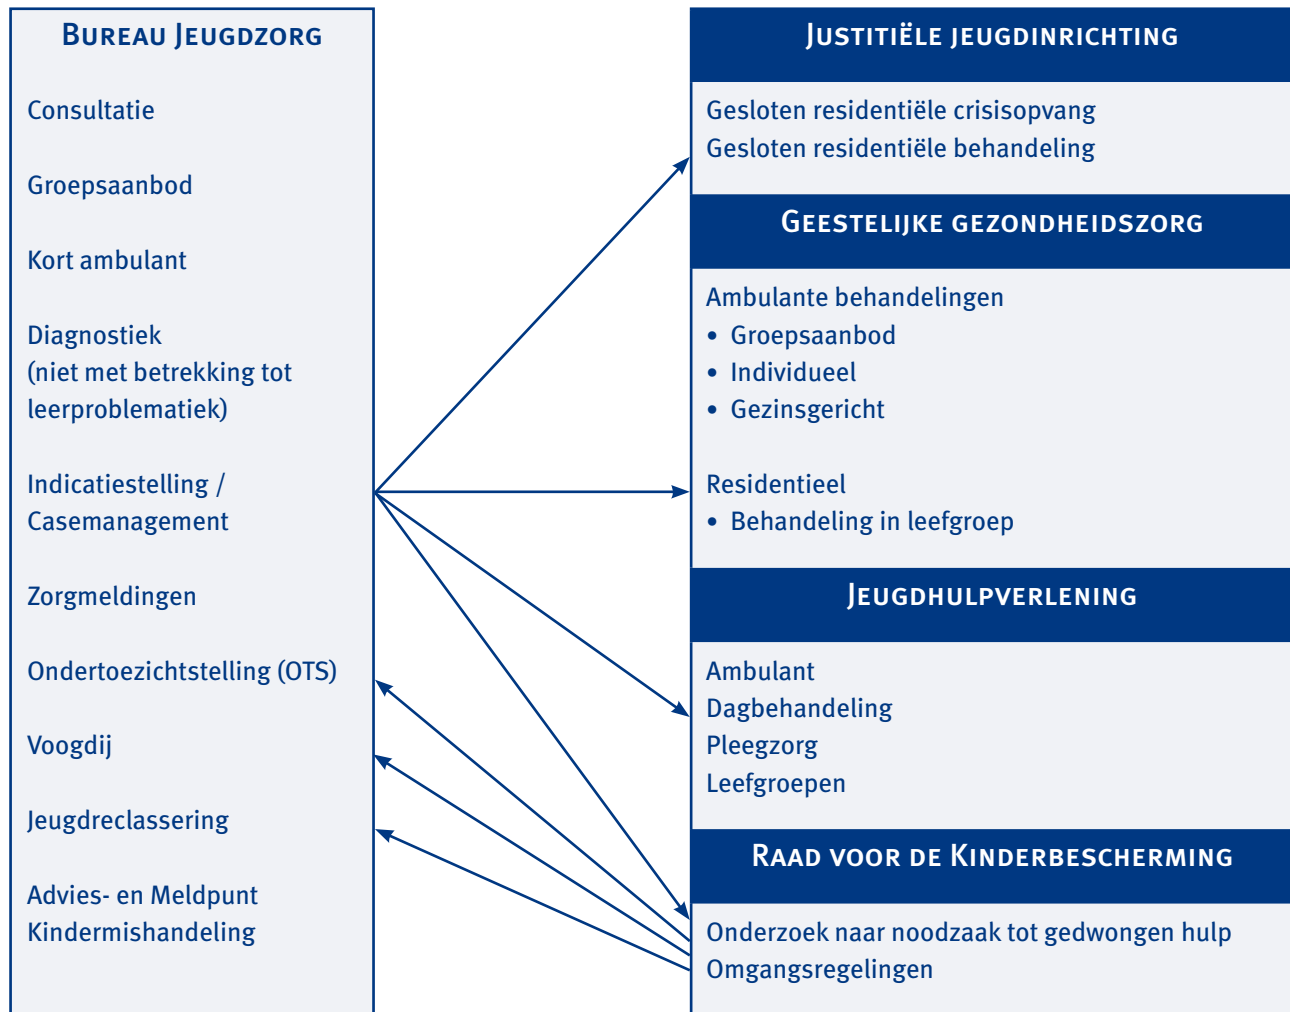 Bureau Jeugdzorg
Consultatie
Groepsaanbod
Kort ambulant
Diagnostiek
(niet met betrekking tot
leerproblematiek)
Indicatiestelling /
Casemanagement
Zorgmeldingen
Ondertoezichtstelling (OTS)
Voogdij
Jeugdreclassering
Advies- en Meldpunt
Kindermishandeling
Justitiële jeugdinrichting
Gesloten residentiële crisisopvang
Gesloten residentiële behandeling
Geestelijke gezondheidszorg
Ambulante behandelingen
• Groepsaanbod
• Individueel
• Gezinsgericht
Residentieel
• Behandeling in leefgroep
Jeugdhulpverlening
Ambulant
Dagbehandeling
Pleegzorg
Leefgroepen
Raad voor de Kinderbescherming
Onderzoek naar noodzaak tot gedwongen hulp
Omgangsregelingen